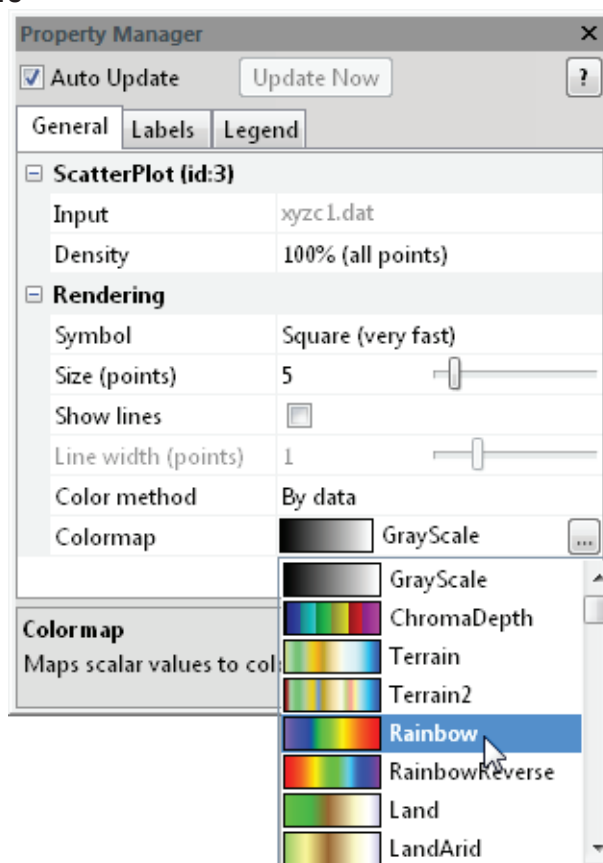 Property Manager
Auto Update Update Now ?
General Labels Legend
ScatterPlot (id:3)
Input xyzc1.dat
Density 100% (all points)
Rendering
Symbol Square (very fast)
Size (points) 5
Show lines
Line width (points) 1
Color method By data
Colormap GrayScale ...
GrayScale
Colormap ChromaDepth
Maps scalar values to col Terrain
Terrain2
Rainbow
RainbowReverse
Land
LandArid